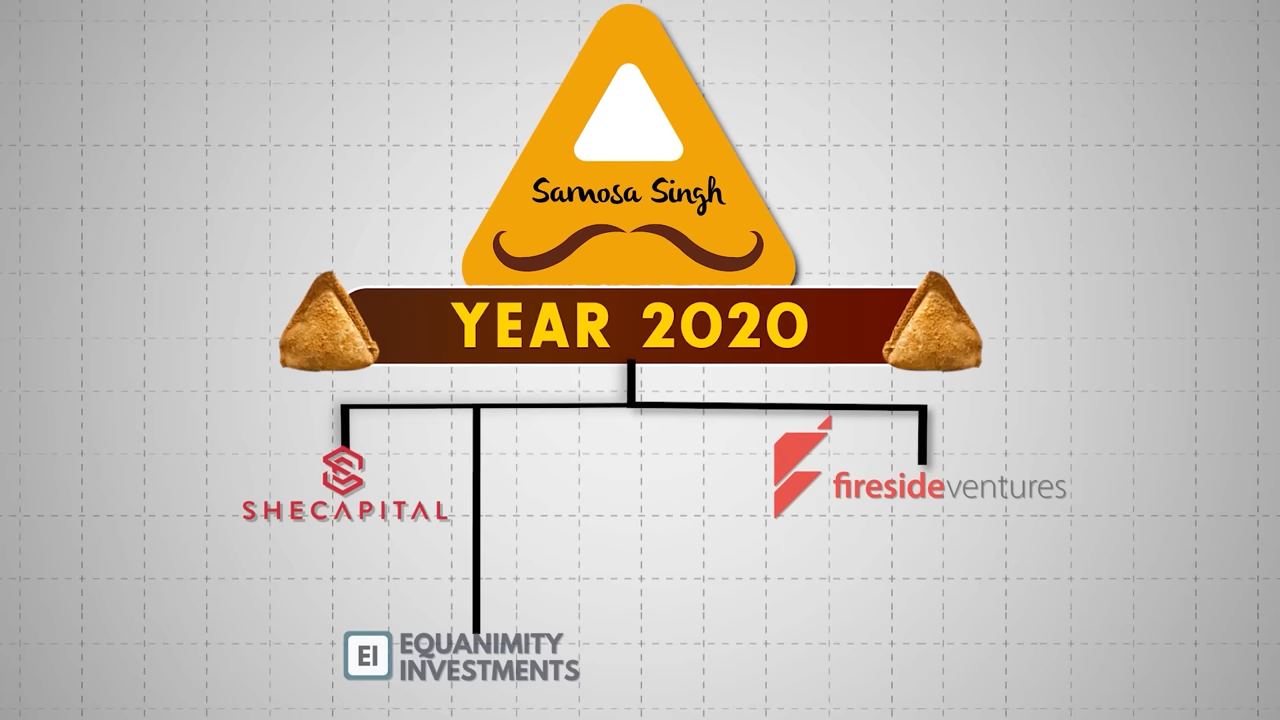 Samosa Singh
YEAR 2020
SHECAPITAL
firesideventures
EI
EQUANIMITY
INVESTMENTS